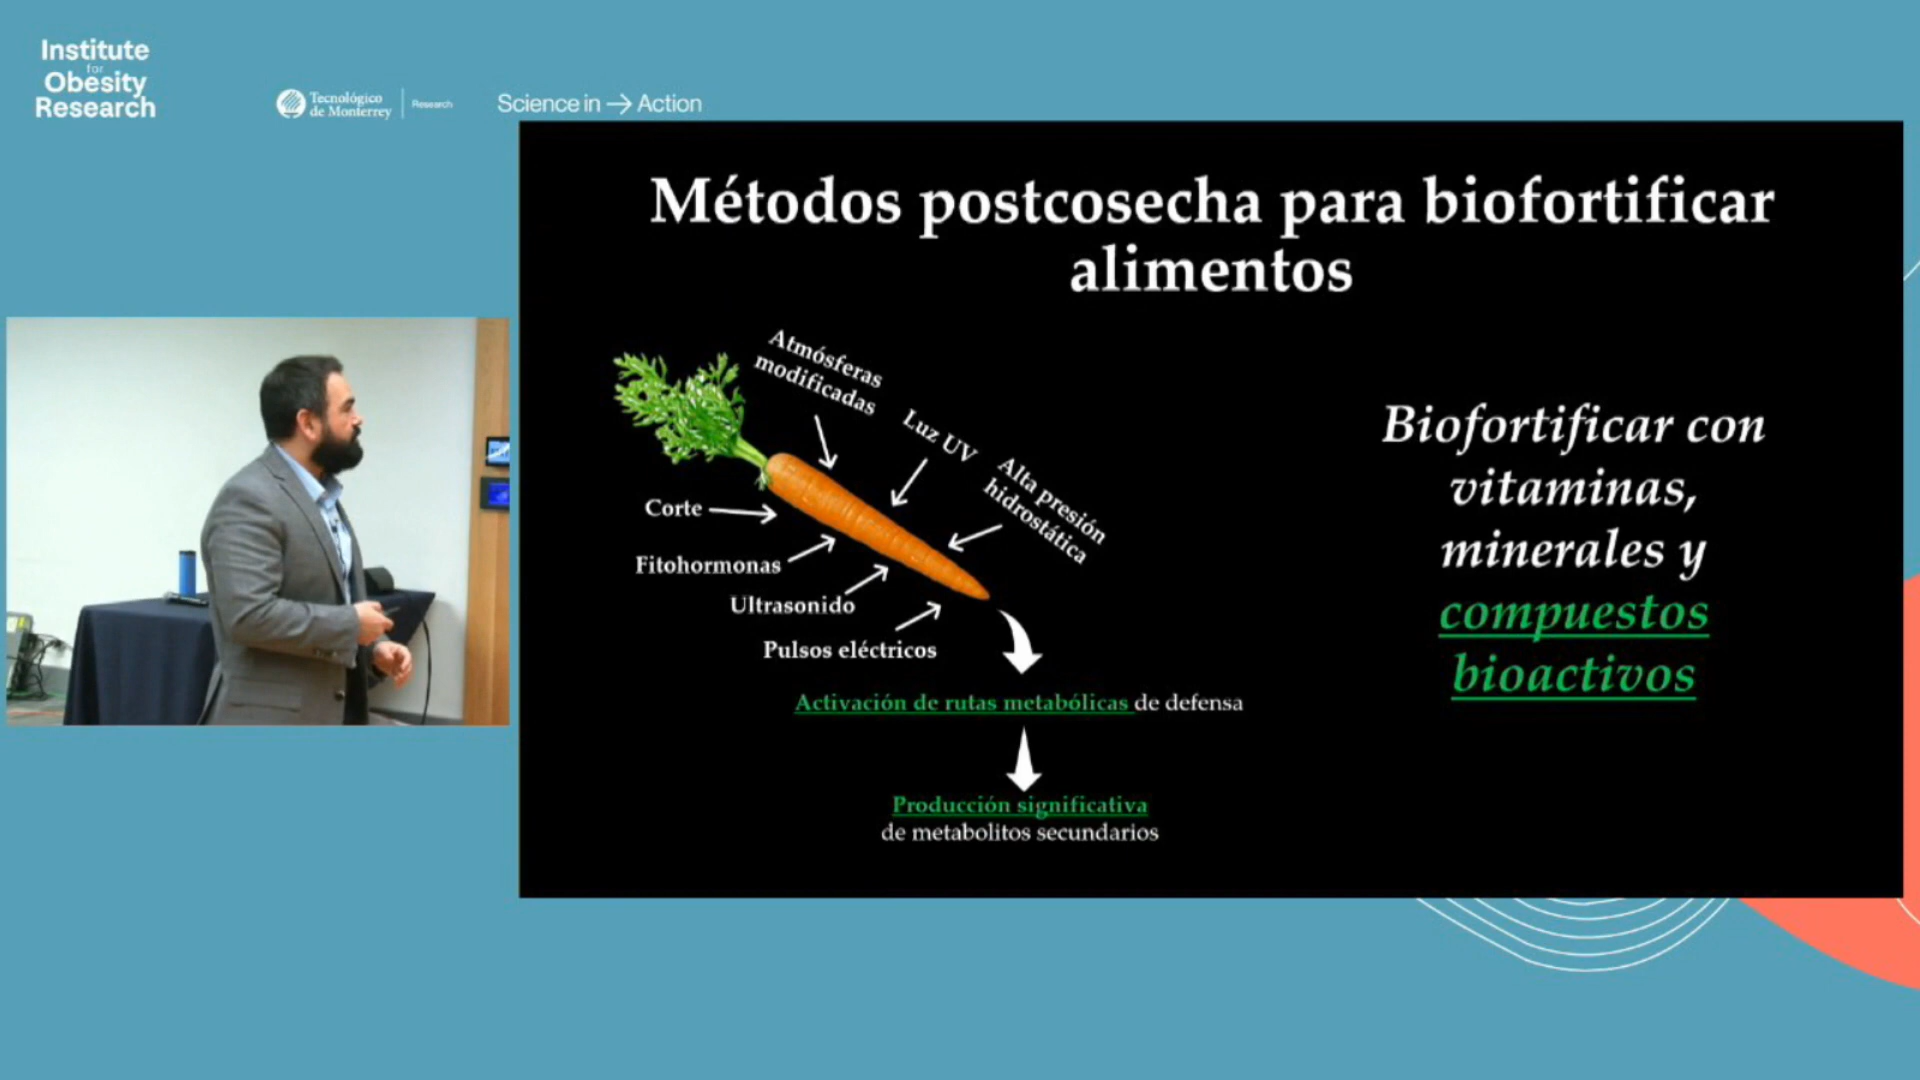 Institute
for
Obesity
Research
Tecnológico
de Monterrey
Research
Science in → Action
Métodos postcosecha para biofortificar
alimentos
Atmósferas
modificadas
Luz UV
Alta presión
hidrostática
Corte
Fitohormonas
Ultrasonido
Pulsos eléctricos
Activación de rutas metabólicas de defensa
Producción significativa
de metabolitos secundarios
Biofortificar con
vitaminas,
minerales y
compuestos
bioactivos